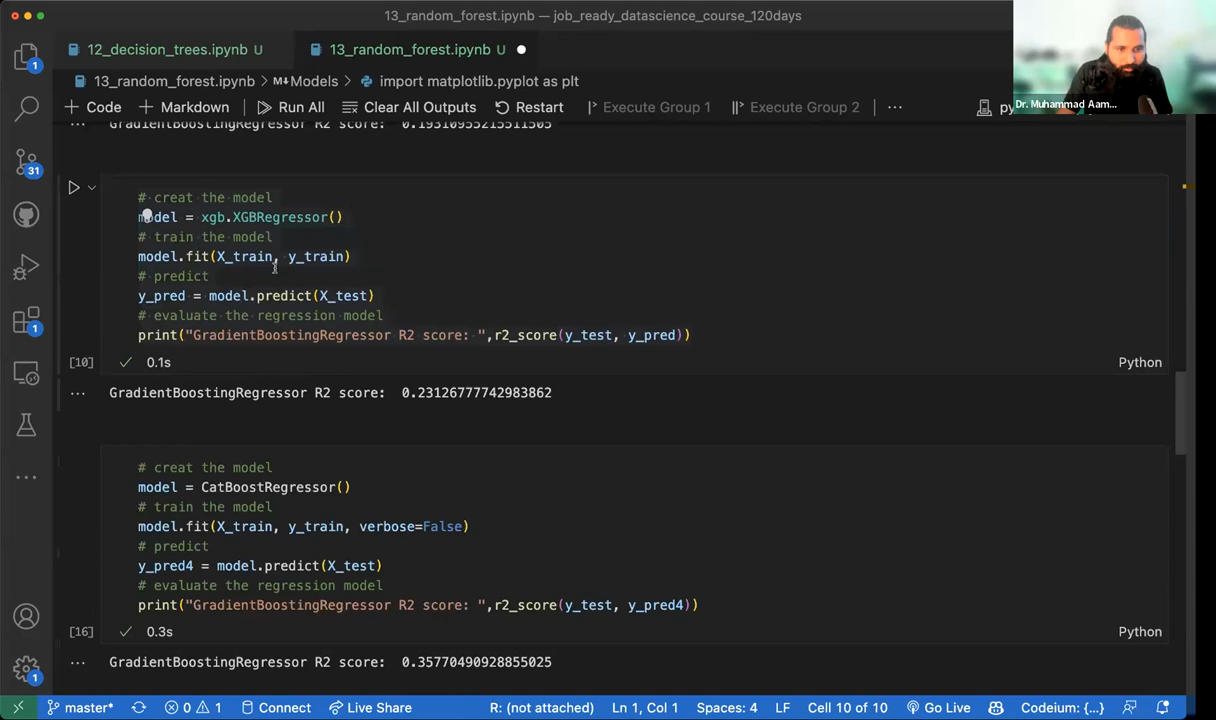 13_random_forest.ipynb — job_ready_datascience_course_120days
12_decision_trees.ipynb U
13_random_forest.ipynb U
13_random_forest.ipynb > M↓Models > import matplotlib.pyplot as plt
+ Code + Markdown Run All Clear All Outputs Restart Execute Group 1 Execute Group 2 ... py
Dr. Muhammad Aam...
... GradientBoostingRegressor R2 score: 0.19310955215511505
# creat the model
model = xgb.XGBRegressor()
# train the model
model.fit(X_train, y_train)
# predict
y_pred = model.predict(X_test)
# evaluate the regression model
print("GradientBoostingRegressor R2 score: ",r2_score(y_test, y_pred))
[10] ✓ 0.1s Python
... GradientBoostingRegressor R2 score: 0.23126777742983862
# creat the model
model = CatBoostRegressor()
# train the model
model.fit(X_train, y_train, verbose=False)
# predict
y_pred4 = model.predict(X_test)
# evaluate the regression model
print("GradientBoostingRegressor R2 score: ",r2_score(y_test, y_pred4))
[16] ✓ 0.3s Python
... GradientBoostingRegressor R2 score: 0.35770490928855025
1
31
1
1
master* 0 1 Connect Live Share R: (not attached) Ln 1, Col 1 Spaces: 4 LF Cell 10 of 10 Go Live Codeium: {...}